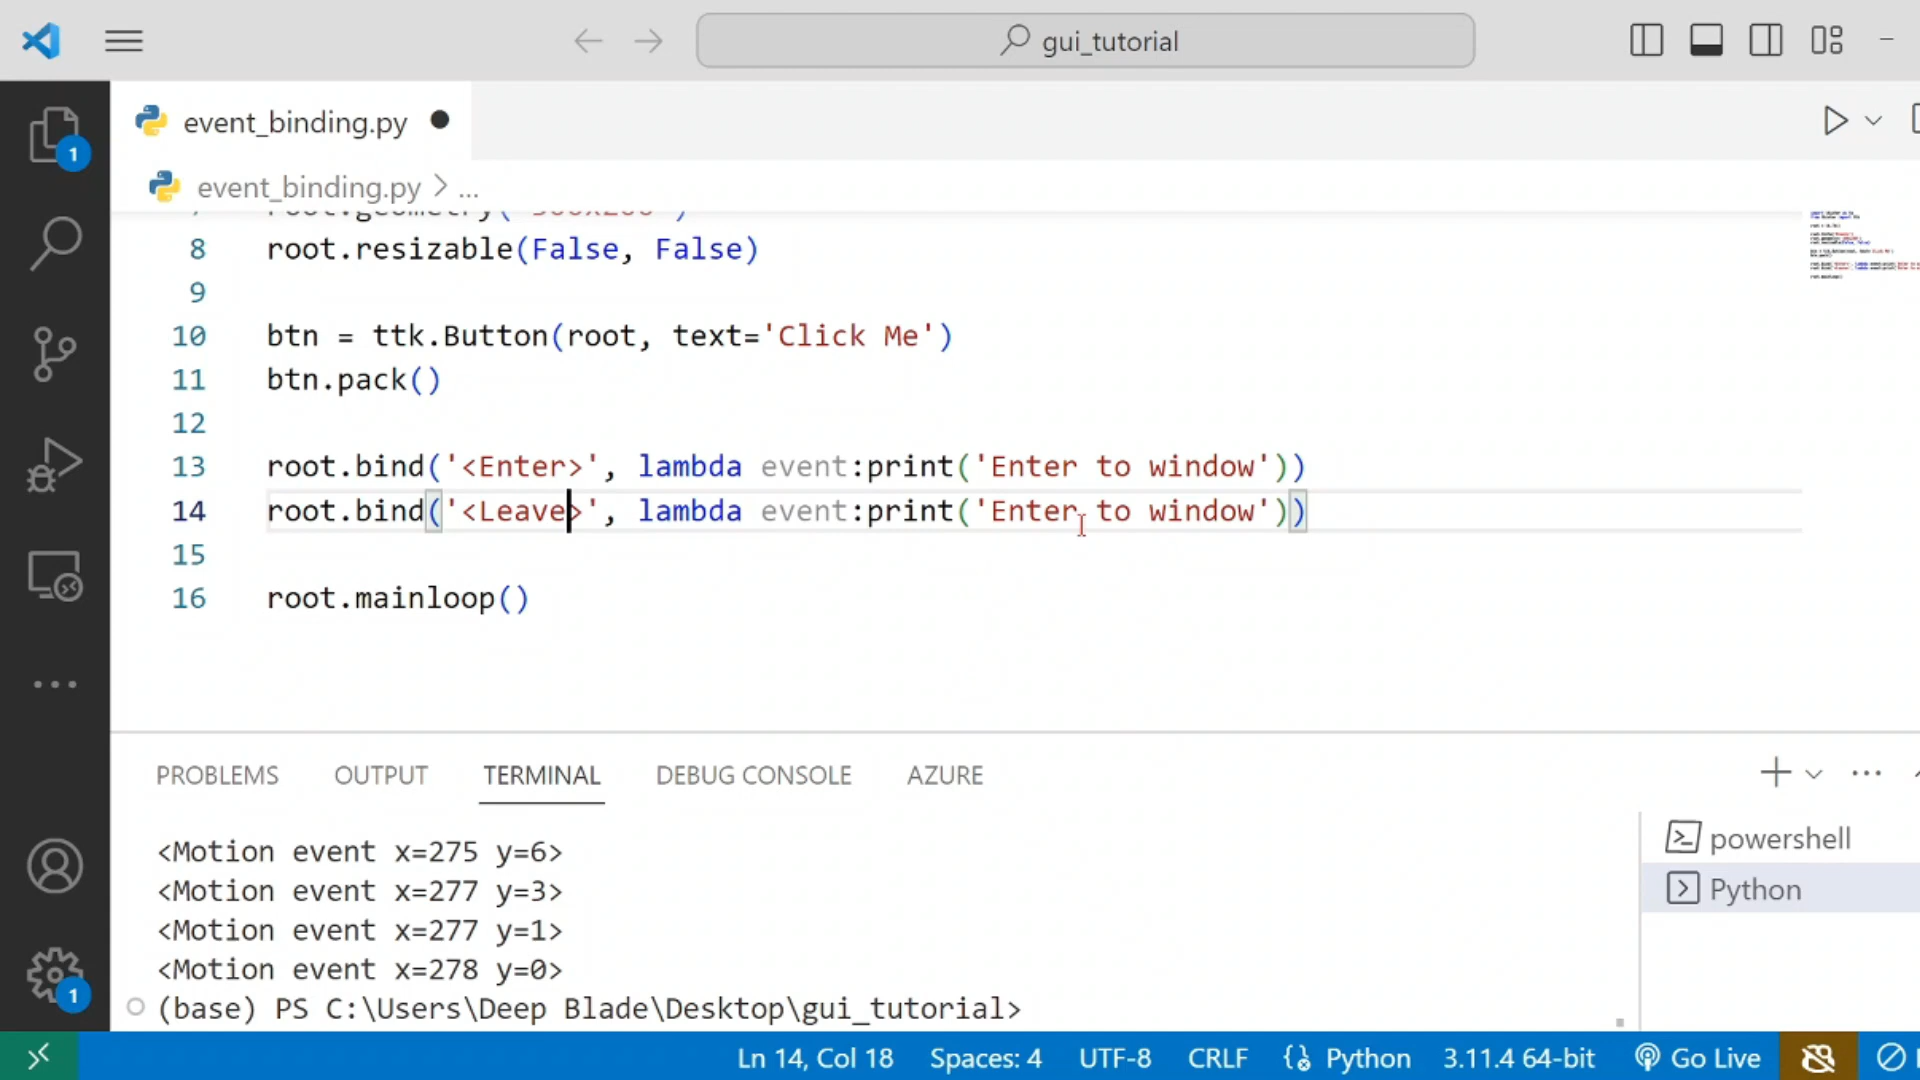 gui_tutorial
event_binding.py
event_binding.py > ...
8 root.resizable(False, False)
9
10 btn = ttk.Button(root, text='Click Me')
11 btn.pack()
12
13 root.bind('<Enter>', lambda event:print('Enter to window'))
14 root.bind('<Leave>', lambda event:print('Enter to window'))
15
16 root.mainloop()
PROBLEMS OUTPUT TERMINAL DEBUG CONSOLE AZURE
<Motion event x=275 y=6>
<Motion event x=277 y=3>
<Motion event x=277 y=1>
<Motion event x=278 y=0>
(base) PS C:\Users\Deep Blade\Desktop\gui_tutorial>
powershell
Python
1
1
Ln 14, Col 18 Spaces: 4 UTF-8 CRLF Python 3.11.4 64-bit Go Live